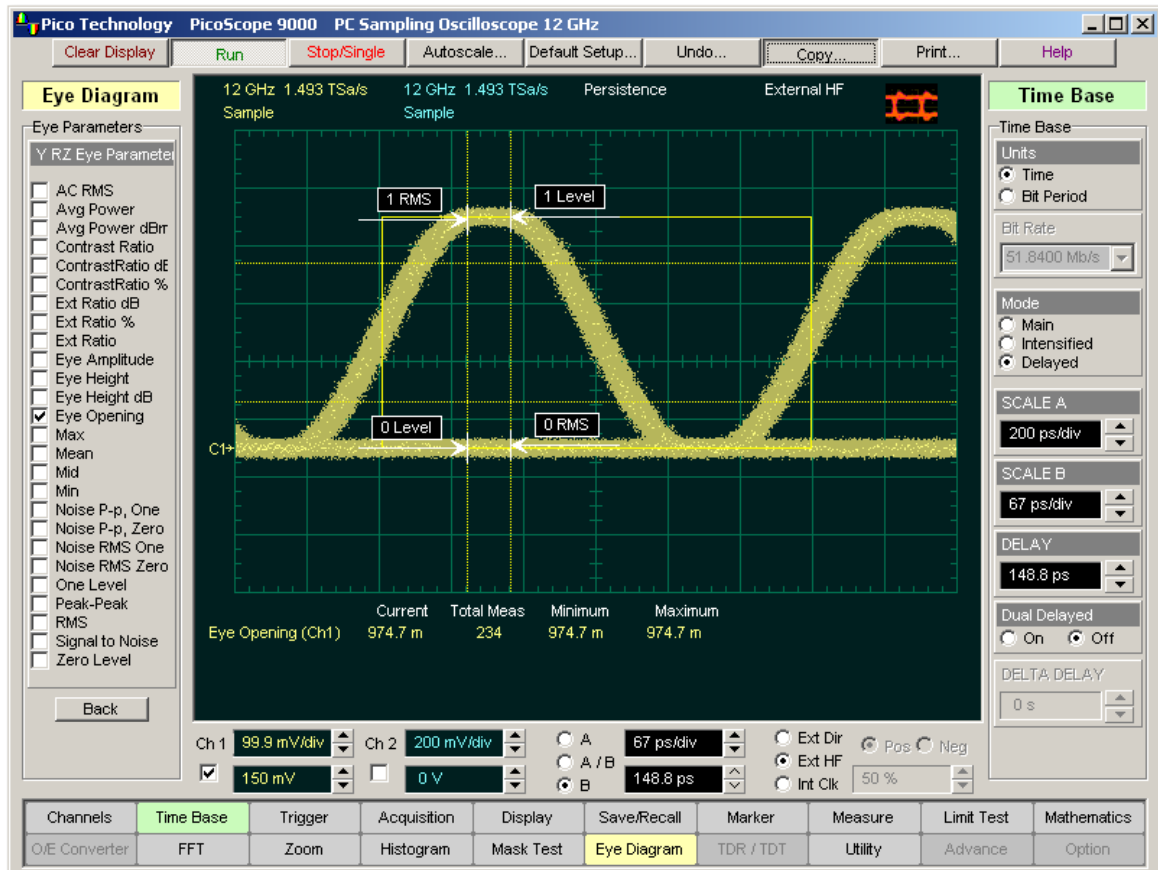 Pico Technology PicoScope 9000 PC Sampling Oscilloscope 12 GHz
Clear Display Run Stop/Single Autoscale... Default Setup... Undo... Copy... Print... Help
Eye Diagram
Eye Parameters
Y RZ Eye Parameter
AC RMS
Avg Power
Avg Power dBm
Contrast Ratio
ContrastRatio dB
ContrastRatio %
Ext Ratio dB
Ext Ratio %
Ext Ratio
Eye Amplitude
Eye Height
Eye Height dB
Eye Opening
Max
Mean
Mid
Min
Noise P-p, One
Noise P-p, Zero
Noise RMS One
Noise RMS Zero
One Level
Peak-Peak
RMS
Signal to Noise
Zero Level
Back
12 GHz 1.493 TSa/s 12 GHz 1.493 TSa/s Persistence External HF
Sample Sample
1 RMS 1 Level
0 Level 0 RMS
C1
Current Total Meas Minimum Maximum
Eye Opening (Ch1) 974.7 m 234 974.7 m 974.7 m
Time Base
Time Base
Units
Time
Bit Period
Bit Rate
51.8400 Mb/s
Mode
Main
Intensified
Delayed
SCALE A
200 ps/div
SCALE B
67 ps/div
DELAY
148.8 ps
Dual Delayed
On Off
DELTA DELAY
0 s
Ch 1 99.9 mV/div Ch 2 200 mV/div A 67 ps/div Ext Dir Pos Neg
A / B Ext HF
150 mV 0 V B 148.8 ps Int Clk 50 %
Channels Time Base Trigger Acquisition Display Save/Recall Marker Measure Limit Test Mathematics
O/E Converter FFT Zoom Histogram Mask Test Eye Diagram TDR / TDT Utility Advance Option